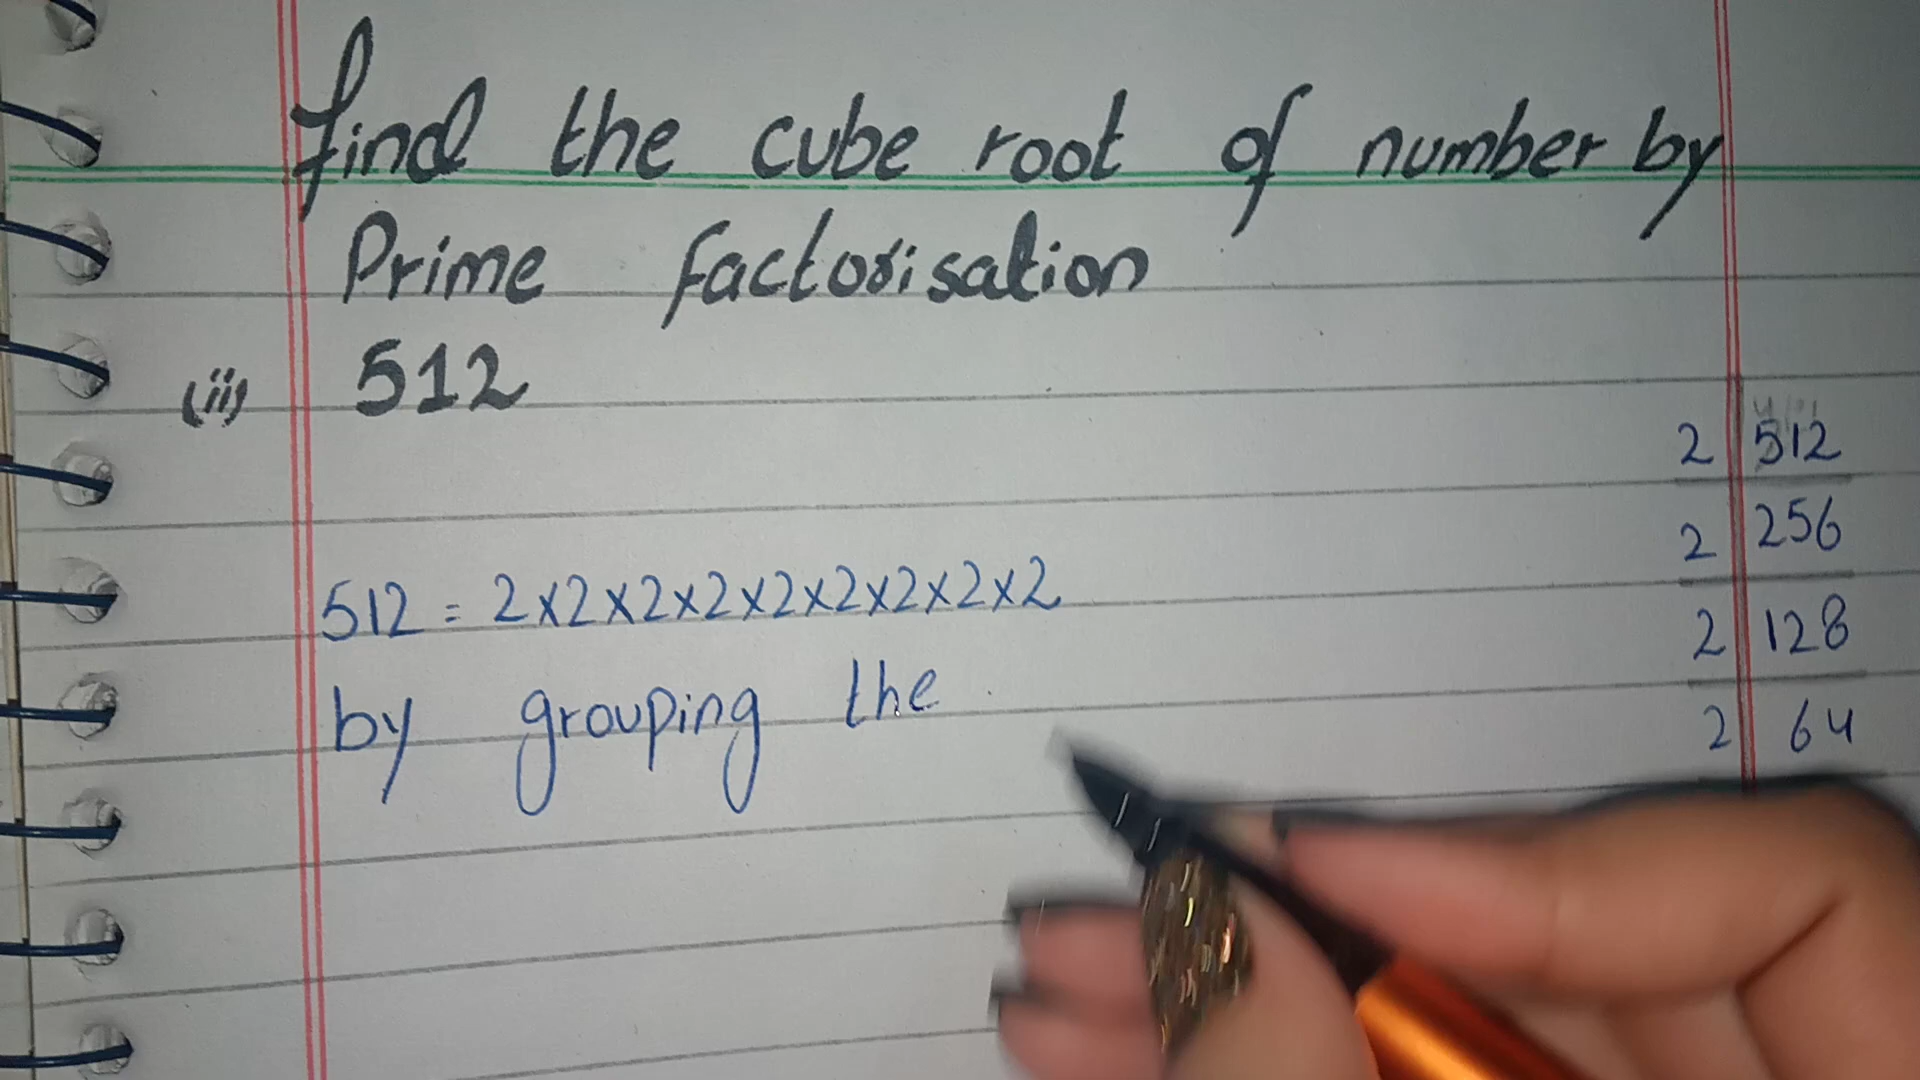 find the cube root of number by
Prime factorisation
(ii) 512
2 512
2 256
512 = 2×2×2×2×2×2×2×2×2
2 128
by grouping the
2 64